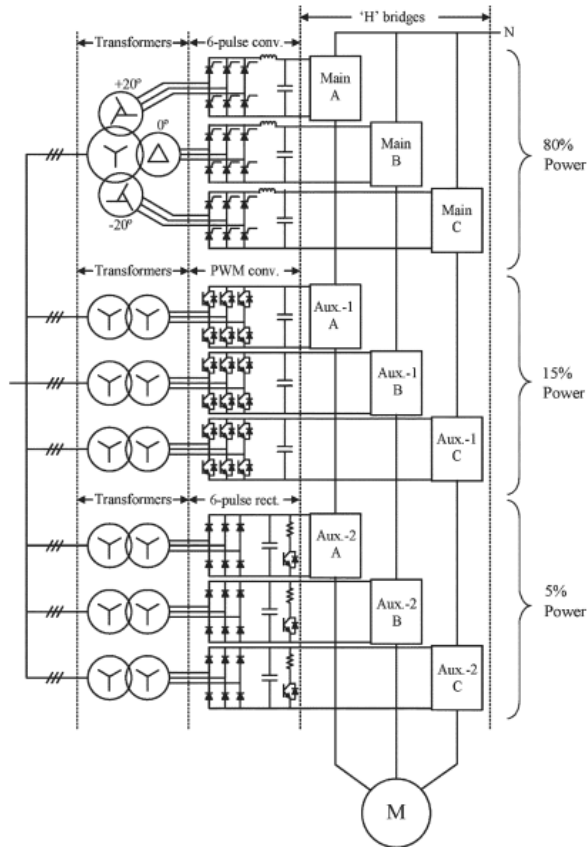 'H' bridges
Transformers
6-pulse conv.
N
+20º
0º
-20º
Main
A
Main
B
Main
C
80%
Power
Transformers
PWM conv.
Aux.-1
A
Aux.-1
B
Aux.-1
C
15%
Power
Transformers
6-pulse rect.
Aux.-2
A
Aux.-2
B
Aux.-2
C
5%
Power
M